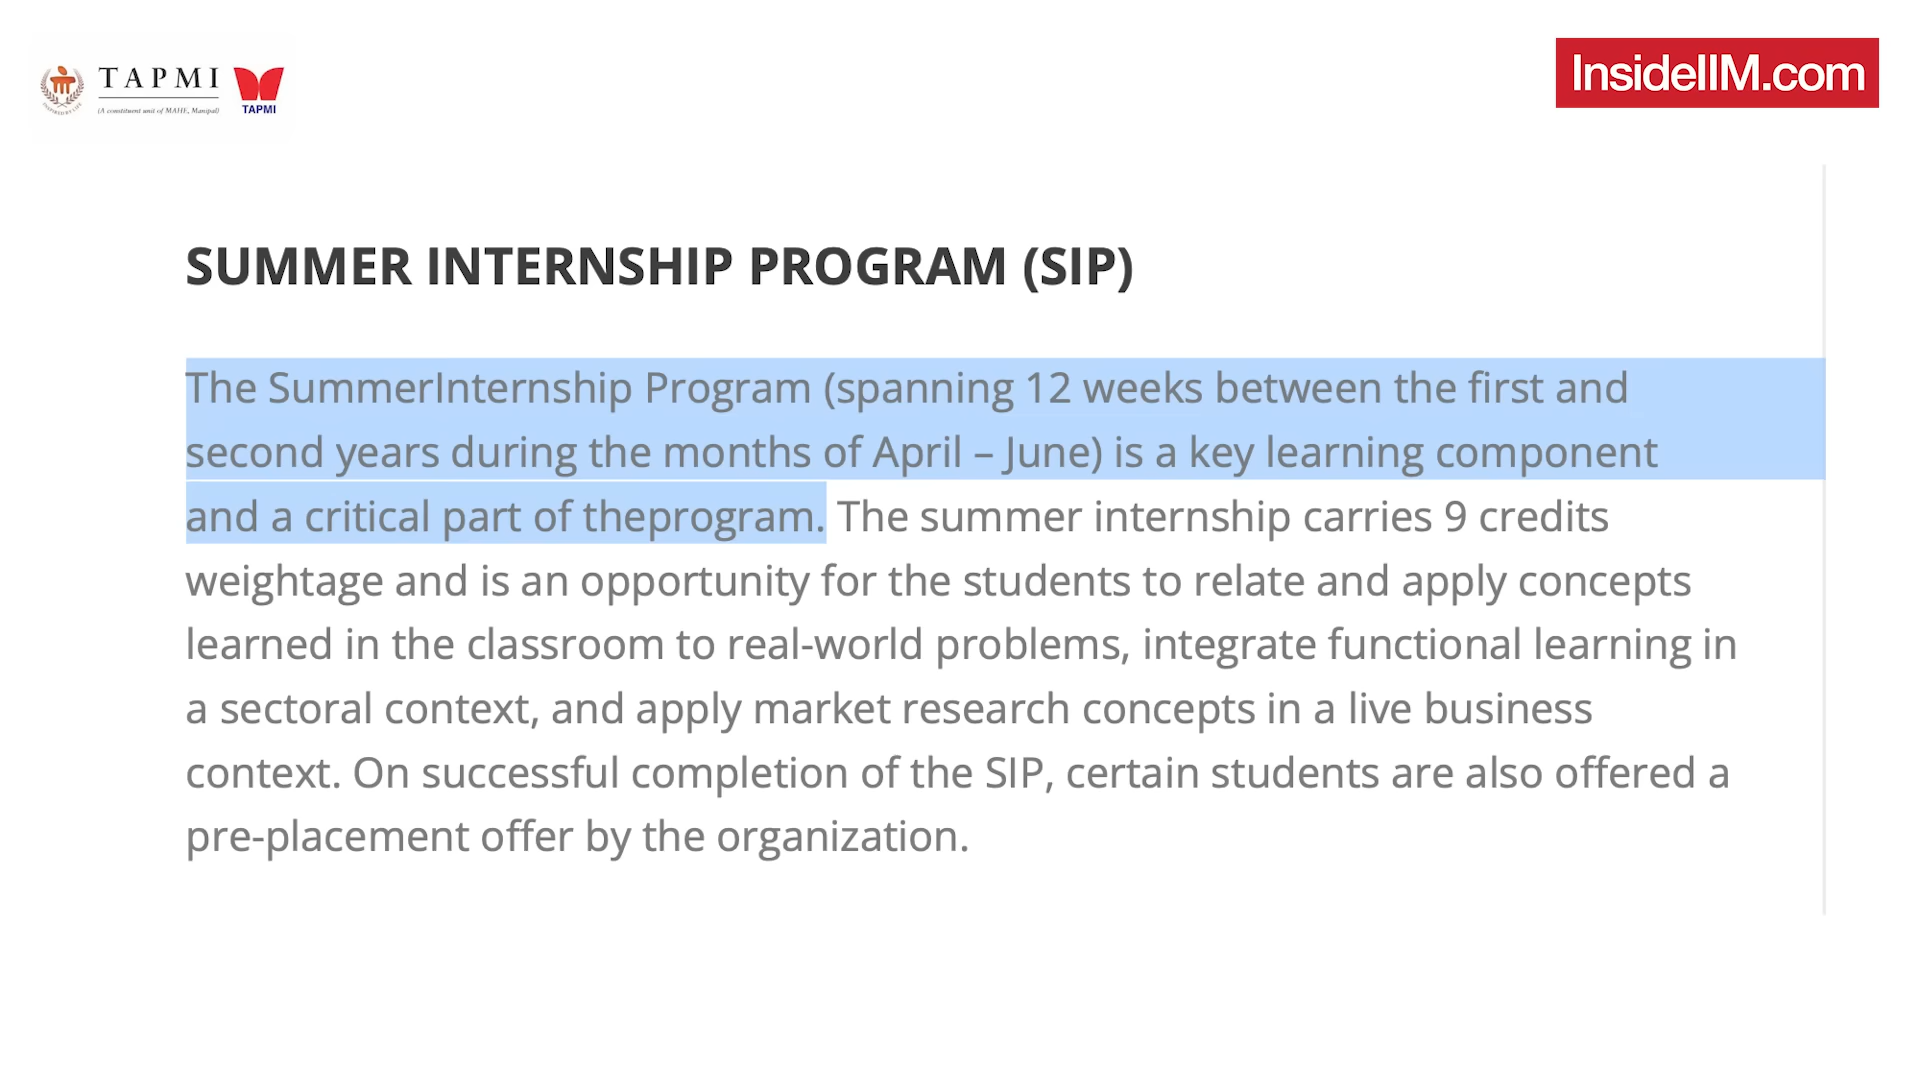 TAPMI
(A constituent unit of MAHE, Manipal)
TAPMI
InsideIIM.com
SUMMER INTERNSHIP PROGRAM (SIP)
The SummerInternship Program (spanning 12 weeks between the first and
second years during the months of April – June) is a key learning component
and a critical part of theprogram. The summer internship carries 9 credits
weightage and is an opportunity for the students to relate and apply concepts
learned in the classroom to real-world problems, integrate functional learning in
a sectoral context, and apply market research concepts in a live business
context. On successful completion of the SIP, certain students are also offered a
pre-placement offer by the organization.